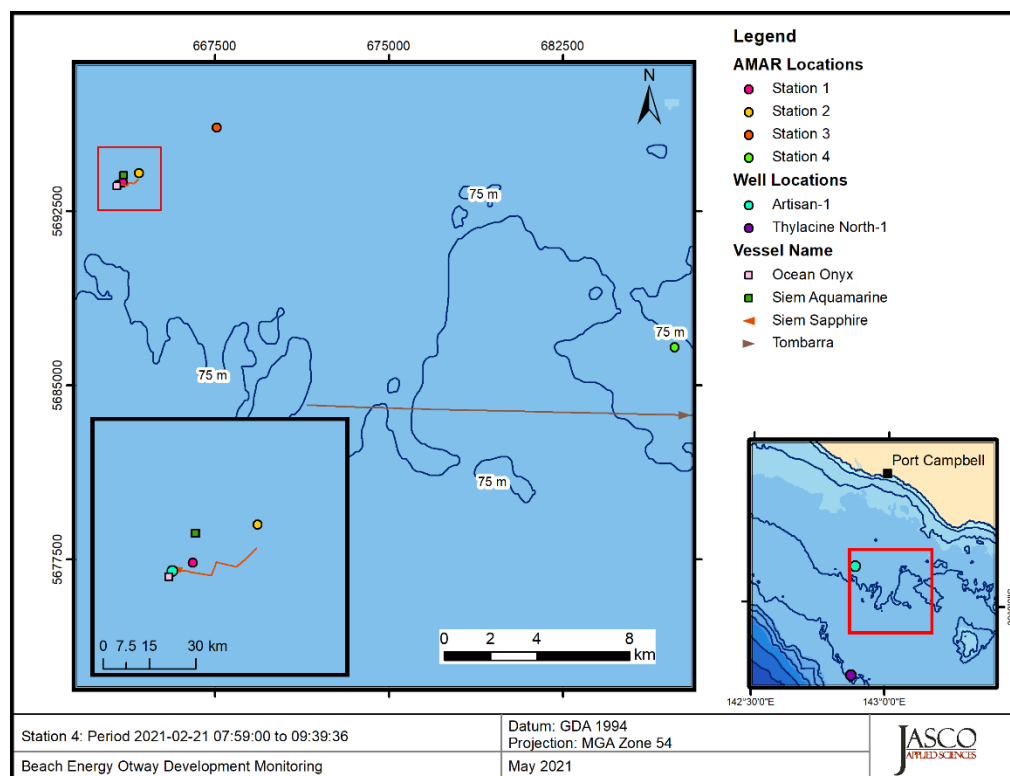 667500
675000
682500
N
75 m
5692500
75 m
75 m
5685000
75 m
5677500
0 7.5 15 30 km
0 2 4 8
km
Legend
AMAR Locations
Station 1
Station 2
Station 3
Station 4
Well Locations
Artisan-1
Thylacine North-1
Vessel Name
Ocean Onyx
Siem Aquamarine
Siem Sapphire
Tombarra
Port Campbell
142°30'0"E
143°0'0"E
Station 4: Period 2021-02-21 07:59:00 to 09:39:36
Datum: GDA 1994
Projection: MGA Zone 54
Beach Energy Otway Development Monitoring
May 2021
JASCO
APPLIED SCIENCES